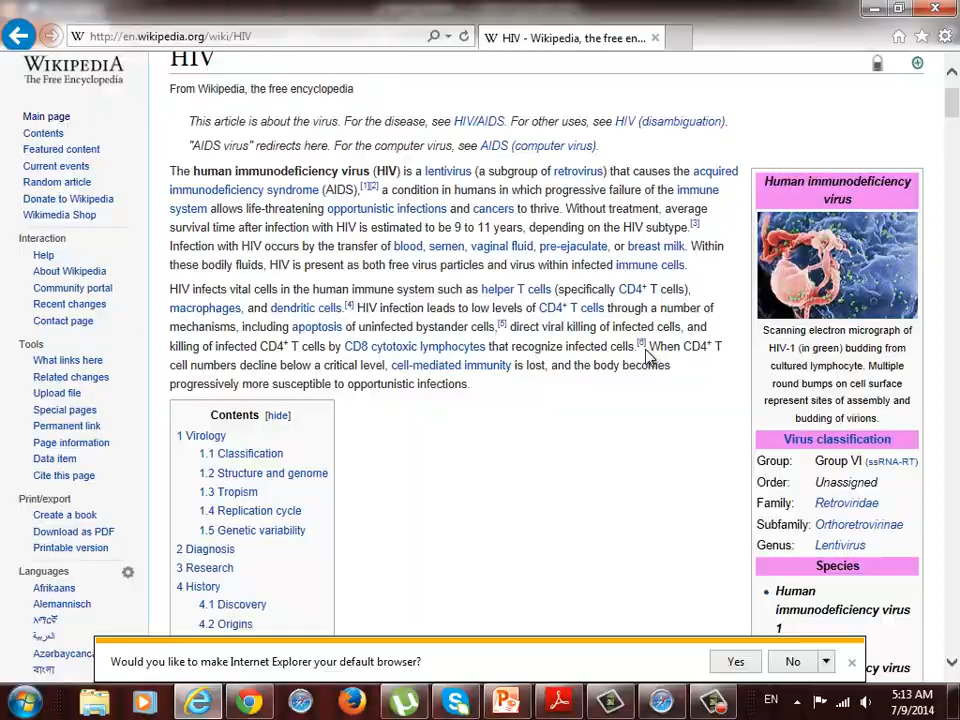 http://en.wikipedia.org/wiki/HIV
HIV - Wikipedia, the free en...
WIKIPEDIA
The Free Encyclopedia
Main page
Contents
Featured content
Current events
Random article
Donate to Wikipedia
Wikimedia Shop
Interaction
Help
About Wikipedia
Community portal
Recent changes
Contact page
Tools
What links here
Related changes
Upload file
Special pages
Permanent link
Page information
Data item
Cite this page
Print/export
Create a book
Download as PDF
Printable version
Languages
Afrikaans
Alemannisch
አማርኛ
العربية
Azərbaycanca
বাংলা
HIV
From Wikipedia, the free encyclopedia
This article is about the virus. For the disease, see HIV/AIDS. For other uses, see HIV (disambiguation).
"AIDS virus" redirects here. For the computer virus, see AIDS (computer virus).
The human immunodeficiency virus (HIV) is a lentivirus (a subgroup of retrovirus) that causes the acquired
immunodeficiency syndrome (AIDS),[1][2] a condition in humans in which progressive failure of the immune
system allows life-threatening opportunistic infections and cancers to thrive. Without treatment, average
survival time after infection with HIV is estimated to be 9 to 11 years, depending on the HIV subtype.[3]
Infection with HIV occurs by the transfer of blood, semen, vaginal fluid, pre-ejaculate, or breast milk. Within
these bodily fluids, HIV is present as both free virus particles and virus within infected immune cells.
HIV infects vital cells in the human immune system such as helper T cells (specifically CD4+ T cells),
macrophages, and dendritic cells.[4] HIV infection leads to low levels of CD4+ T cells through a number of
mechanisms, including apoptosis of uninfected bystander cells,[5] direct viral killing of infected cells, and
killing of infected CD4+ T cells by CD8 cytotoxic lymphocytes that recognize infected cells.[6] When CD4+ T
cell numbers decline below a critical level, cell-mediated immunity is lost, and the body becomes
progressively more susceptible to opportunistic infections.
Contents [hide]
1 Virology
1.1 Classification
1.2 Structure and genome
1.3 Tropism
1.4 Replication cycle
1.5 Genetic variability
2 Diagnosis
3 Research
4 History
4.1 Discovery
4.2 Origins
Human immunodeficiency
virus
Scanning electron micrograph of
HIV-1 (in green) budding from
cultured lymphocyte. Multiple
round bumps on cell surface
represent sites of assembly and
budding of virions.
Virus classification
Group: Group VI (ssRNA-RT)
Order: Unassigned
Family: Retroviridae
Subfamily: Orthoretrovirinae
Genus: Lentivirus
Species
Human
immunodeficiency virus
1
cy virus
Would you like to make Internet Explorer your default browser?
Yes
No
EN
5:13 AM
7/9/2014